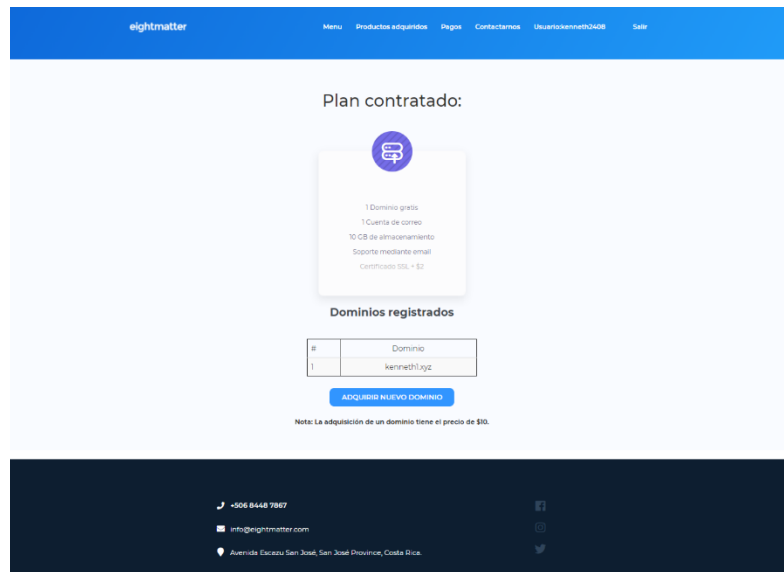 eightmatter
Menu Productos adquiridos Pagos Contactarnos Usuario:kenneth2408 Salir
Plan contratado:
1 Dominio gratis
1 Cuenta de correo
10 GB de almacenamiento
Soporte mediante email
Certificado SSL + $2
Dominios registrados
# Dominio
1 kenneth1.xyz
ADQUIRIR NUEVO DOMINIO
Nota: La adquisición de un dominio tiene el precio de $10.
+506 8448 7867
info@eightmatter.com
Avenida Escazu San José, San José Province, Costa Rica.